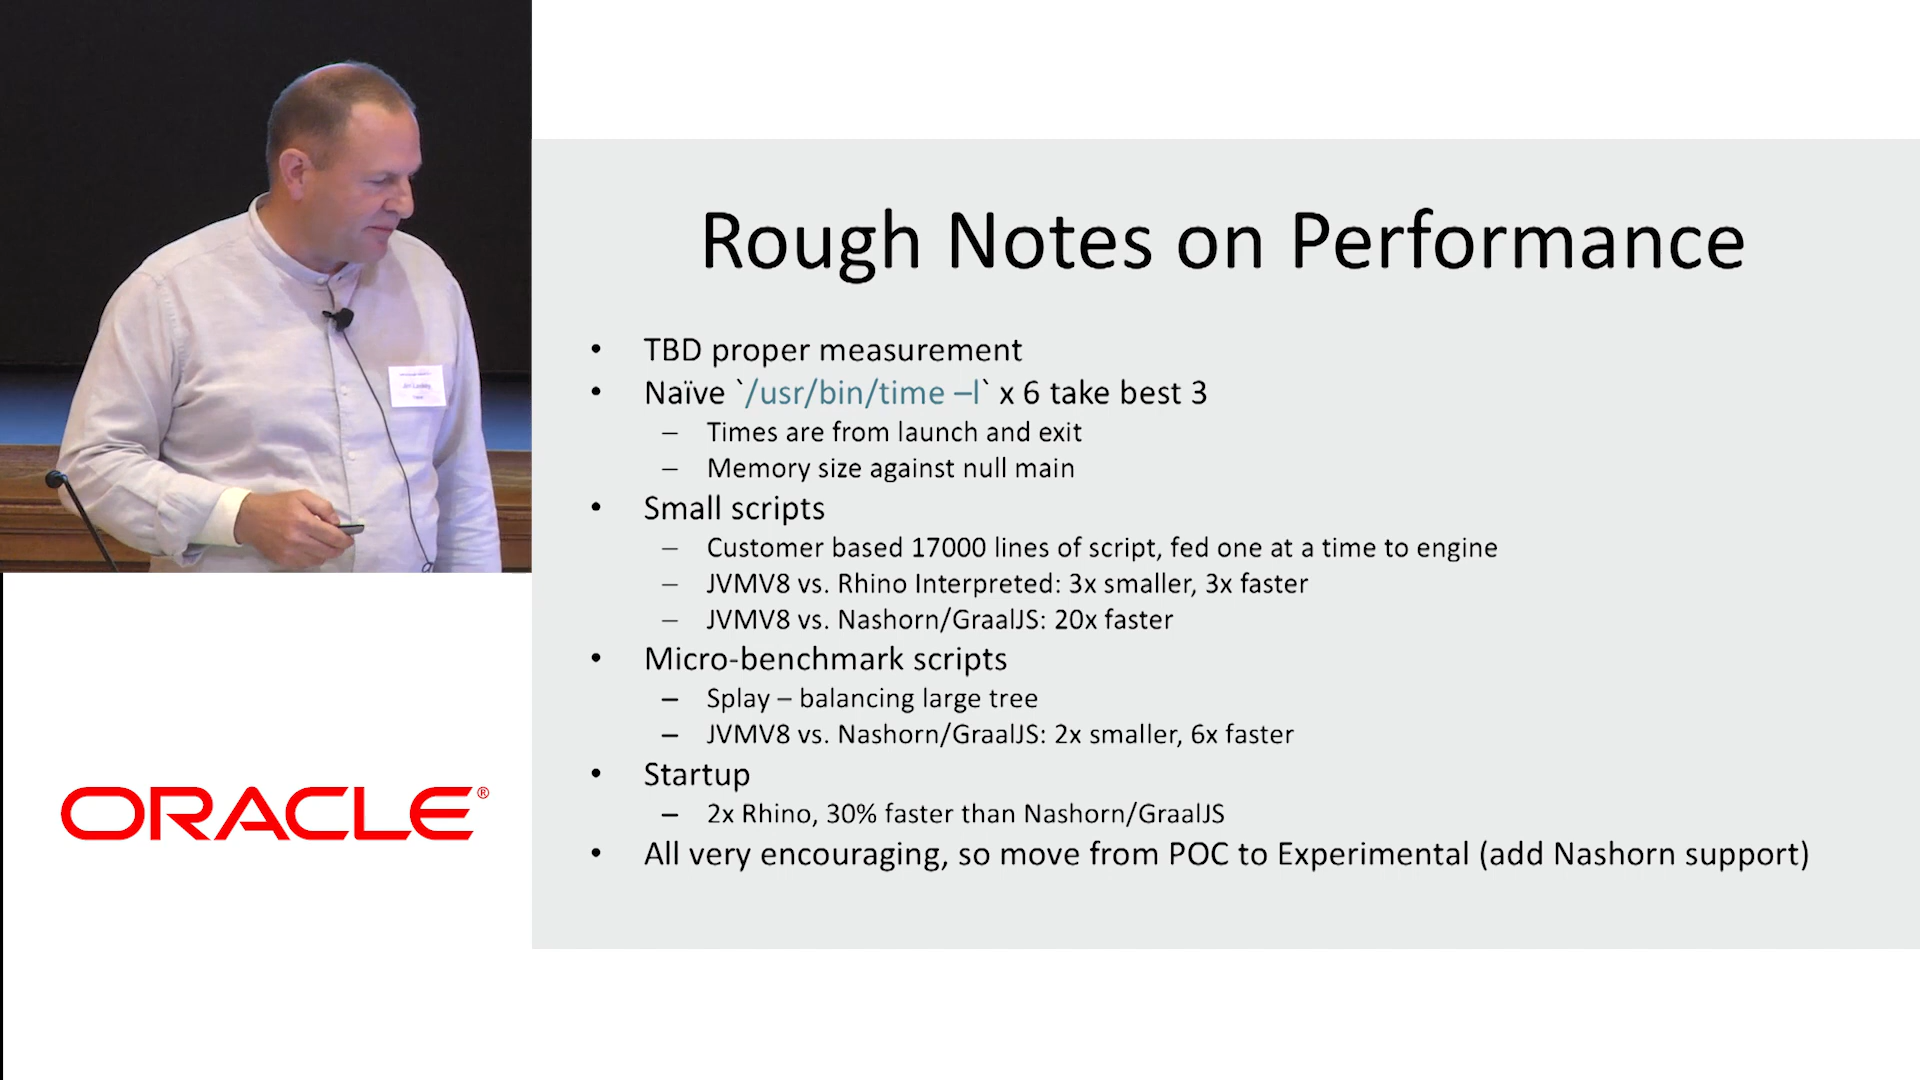 Rough Notes on Performance
• TBD proper measurement
• Naïve `/usr/bin/time –l` x 6 take best 3
– Times are from launch and exit
– Memory size against null main
• Small scripts
– Customer based 17000 lines of script, fed one at a time to engine
– JVMV8 vs. Rhino Interpreted: 3x smaller, 3x faster
– JVMV8 vs. Nashorn/GraalJS: 20x faster
• Micro-benchmark scripts
– Splay – balancing large tree
– JVMV8 vs. Nashorn/GraalJS: 2x smaller, 6x faster
• Startup
– 2x Rhino, 30% faster than Nashorn/GraalJS
• All very encouraging, so move from POC to Experimental (add Nashorn support)
ORACLE®